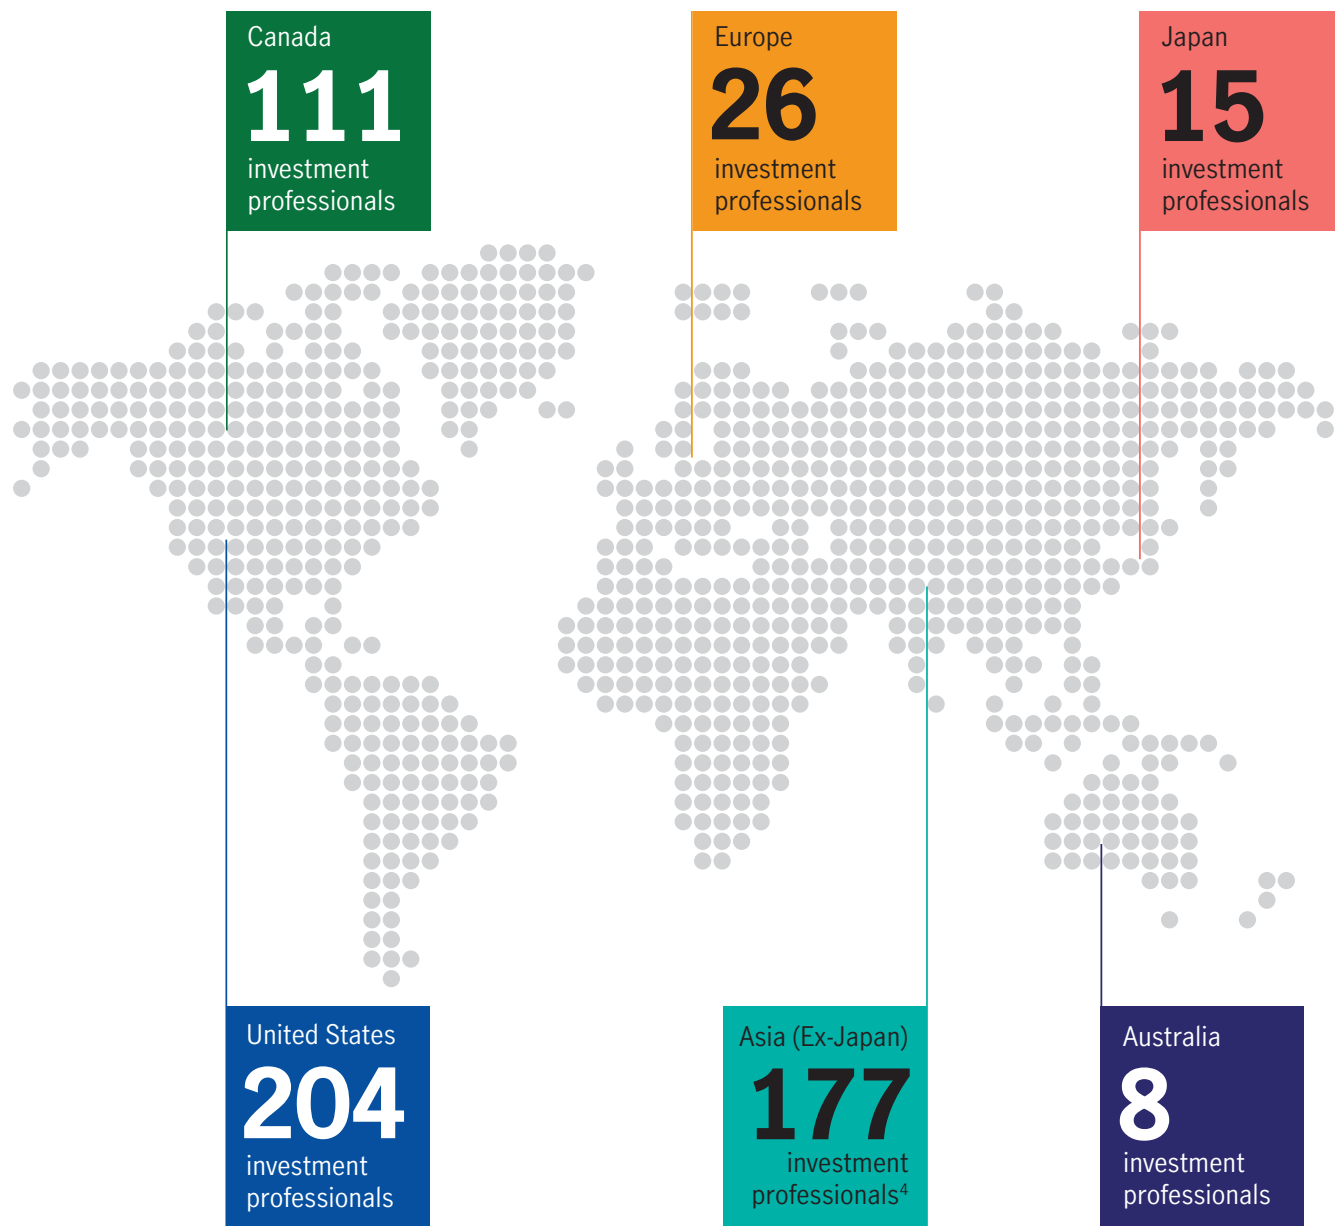 Canada
111
investment
professionals
Europe
26
investment
professionals
Japan
15
investment
professionals
United States
204
investment
professionals
Asia (Ex-Japan)
177
investment
professionals⁴
Australia
8
investment
professionals